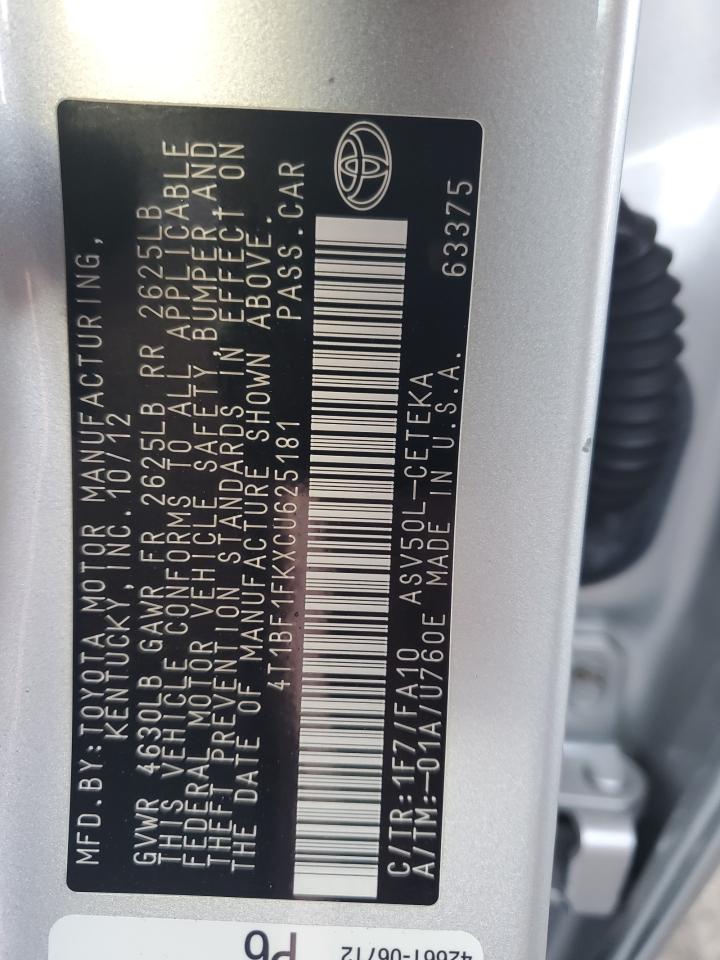 MFD.BY:TOYOTA MOTOR MANUFACTURING,
KENTUCKY,INC.10/12
GVWR 4630LB GAWR FR 2625LB RR 2625LB
THIS VEHICLE CONFORMS TO ALL APPLICABLE
FEDERAL MOTOR VEHICLE SAFETY,BUMPER,AND
THEFT PREVENTION STANDARDS IN EFFECT ON
THE DATE OF MANUFACTURE SHOWN ABOVE.
4T1BF1FKXCU625181 PASS.CAR
C/TR:1F7/FA10 ASV50L-CETEKA
A/TM:-01A/U760E MADE IN U.S.A. 63375
42661-06712